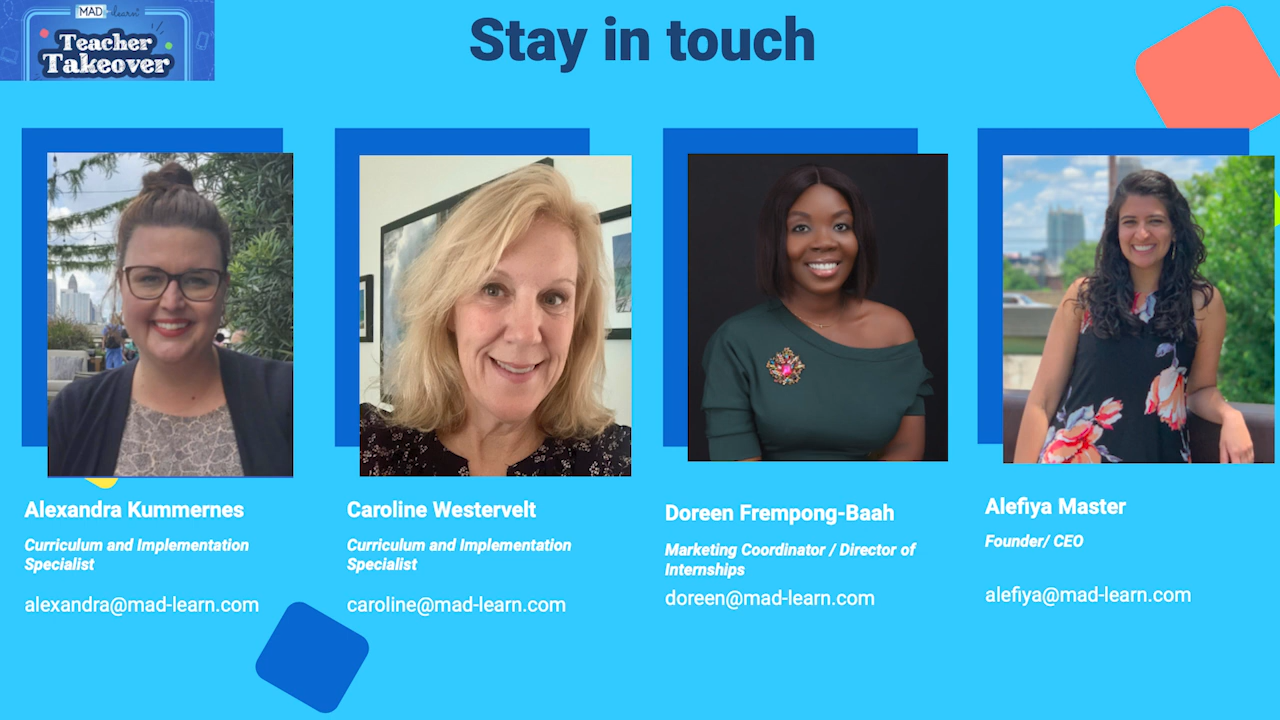 MAD-learn
Teacher
Takeover
Stay in touch
Alexandra Kummernes
Curriculum and Implementation
Specialist
alexandra@mad-learn.com
Caroline Westervelt
Curriculum and Implementation
Specialist
caroline@mad-learn.com
Doreen Frempong-Baah
Marketing Coordinator / Director of
Internships
doreen@mad-learn.com
Alefiya Master
Founder/ CEO
alefiya@mad-learn.com